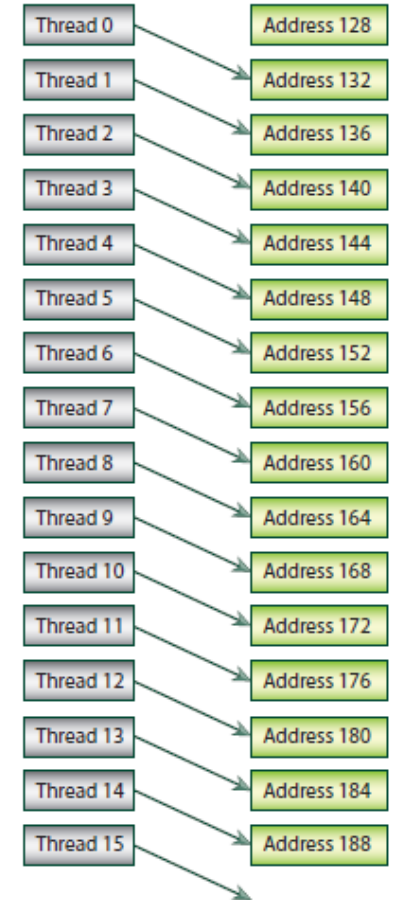 Thread 0 Address 128
Thread 1 Address 132
Thread 2 Address 136
Thread 3 Address 140
Thread 4 Address 144
Thread 5 Address 148
Thread 6 Address 152
Thread 7 Address 156
Thread 8 Address 160
Thread 9 Address 164
Thread 10 Address 168
Thread 11 Address 172
Thread 12 Address 176
Thread 13 Address 180
Thread 14 Address 184
Thread 15 Address 188